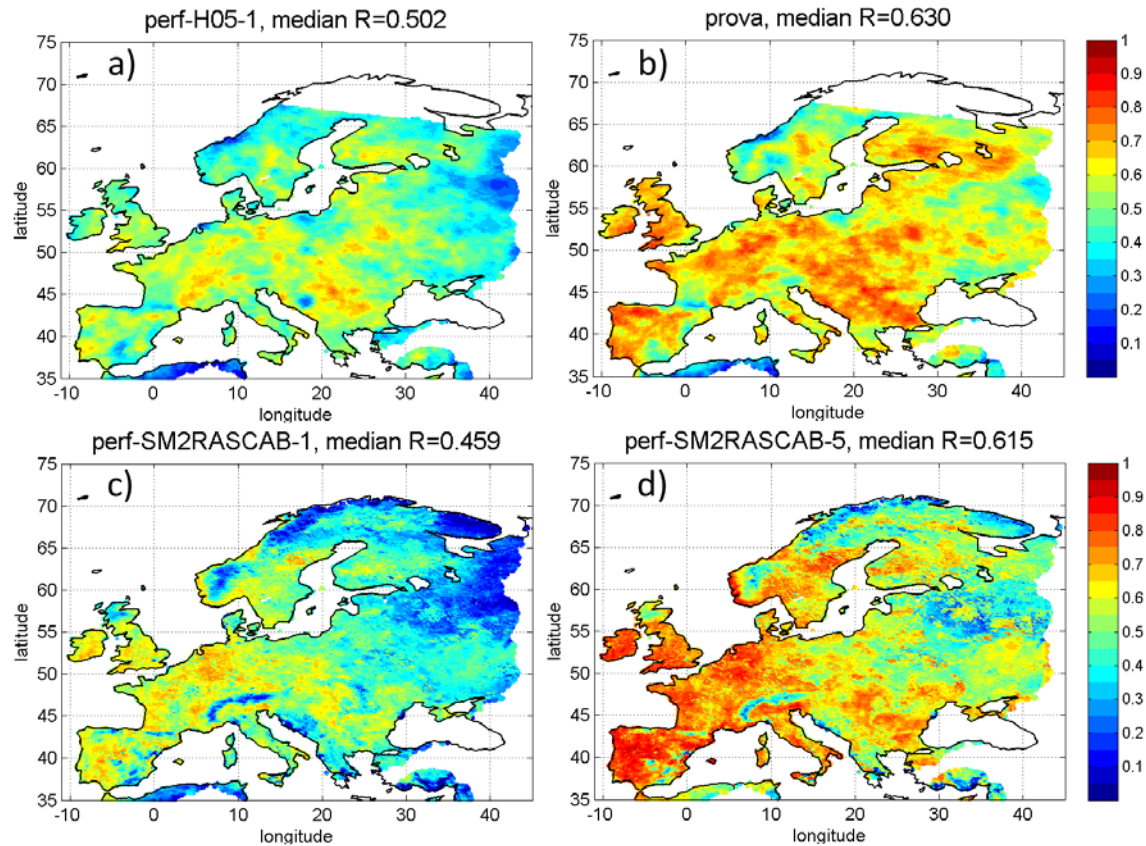 perf-H05-1, median R=0.502
prova, median R=0.630
a)
b)
75
70
65
60
55
50
45
40
35
latitude
-10 0 10 20 30 40
longitude
75
70
65
60
55
50
45
40
35
latitude
-10 0 10 20 30 40
longitude
1
0.9
0.8
0.7
0.6
0.5
0.4
0.3
0.2
0.1
perf-SM2RASCAB-1, median R=0.459
perf-SM2RASCAB-5, median R=0.615
c)
d)
75
70
65
60
55
50
45
40
35
latitude
-10 0 10 20 30 40
longitude
75
70
65
60
55
50
45
40
35
latitude
-10 0 10 20 30 40
longitude
1
0.9
0.8
0.7
0.6
0.5
0.4
0.3
0.2
0.1